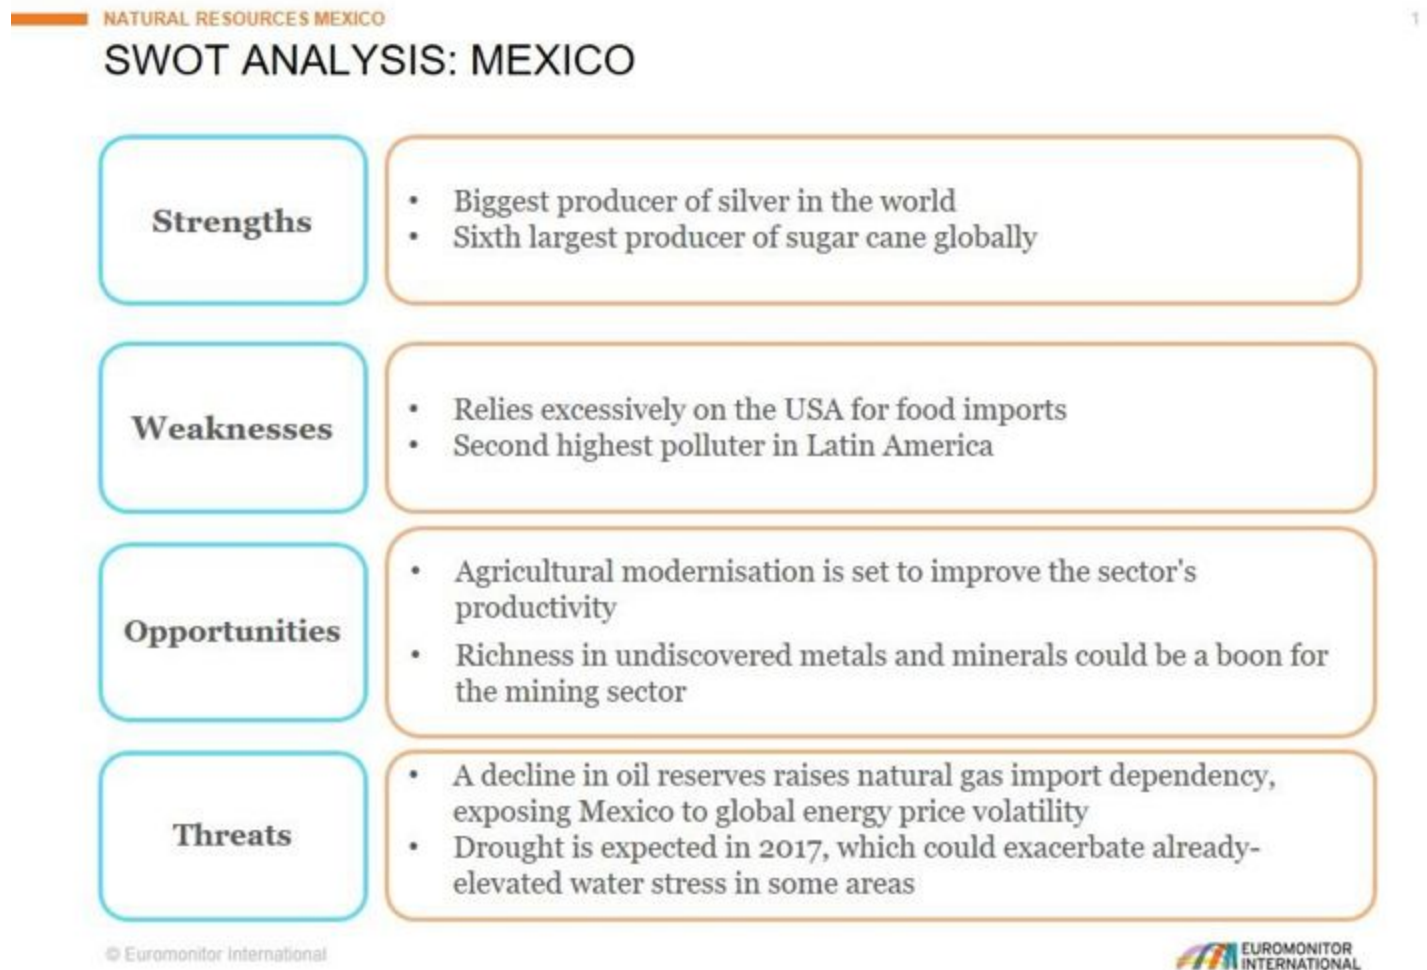 NATURAL RESOURCES MEXICO
1
SWOT ANALYSIS: MEXICO
Strengths
• Biggest producer of silver in the world
• Sixth largest producer of sugar cane globally
Weaknesses
• Relies excessively on the USA for food imports
• Second highest polluter in Latin America
Opportunities
• Agricultural modernisation is set to improve the sector's
productivity
• Richness in undiscovered metals and minerals could be a boon for
the mining sector
Threats
• A decline in oil reserves raises natural gas import dependency,
exposing Mexico to global energy price volatility
• Drought is expected in 2017, which could exacerbate already-
elevated water stress in some areas
© Euromonitor International
EUROMONITOR
INTERNATIONAL